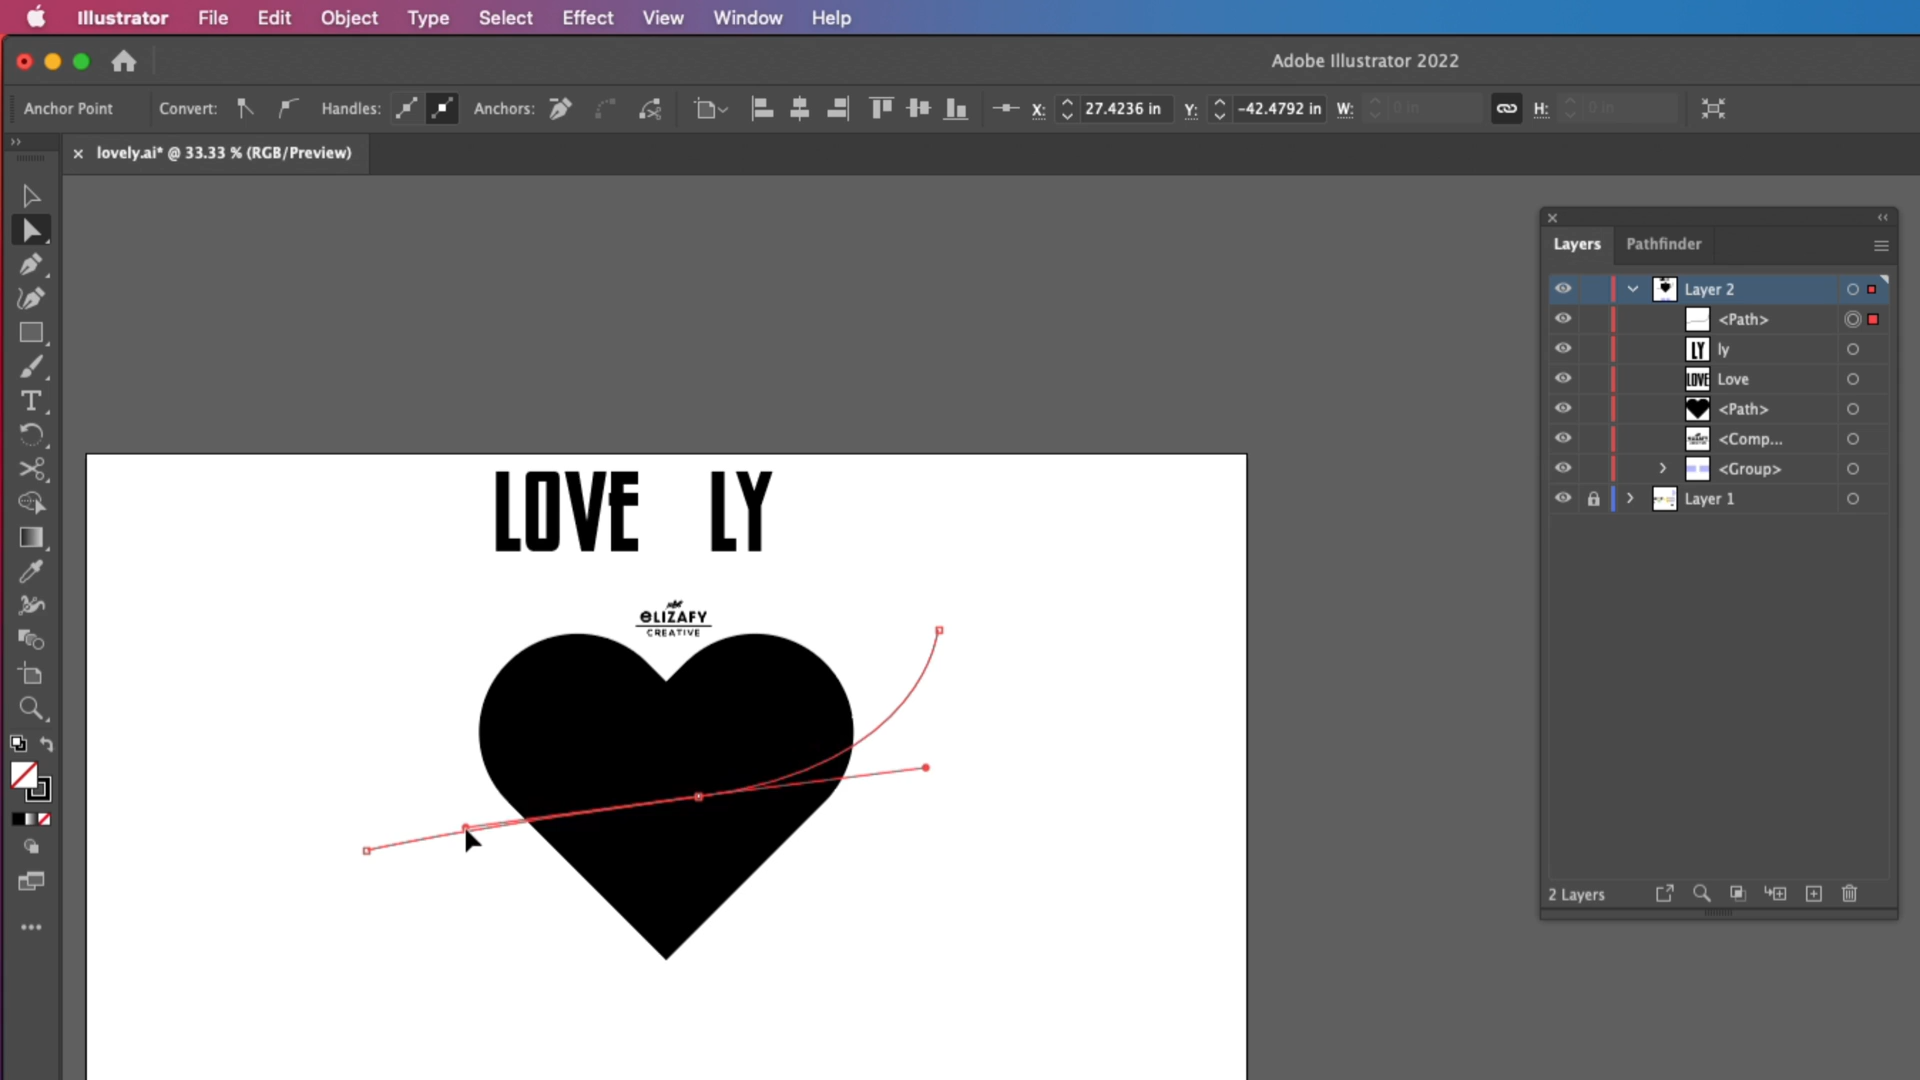 Illustrator File Edit Object Type Select Effect View Window Help
Adobe Illustrator 2022
Anchor Point Convert: Handles: Anchors: X: 27.4236 in Y: -42.4792 in W: 0 in H: 0 in
lovely.ai* @ 33.33 % (RGB/Preview)
Layers Pathfinder
Layer 2
<Path>
LY ly
LOVE Love
<Path>
<Comp...
<Group>
Layer 1
2 Layers
LOVE LY
eLIZAFY
CREATIVE